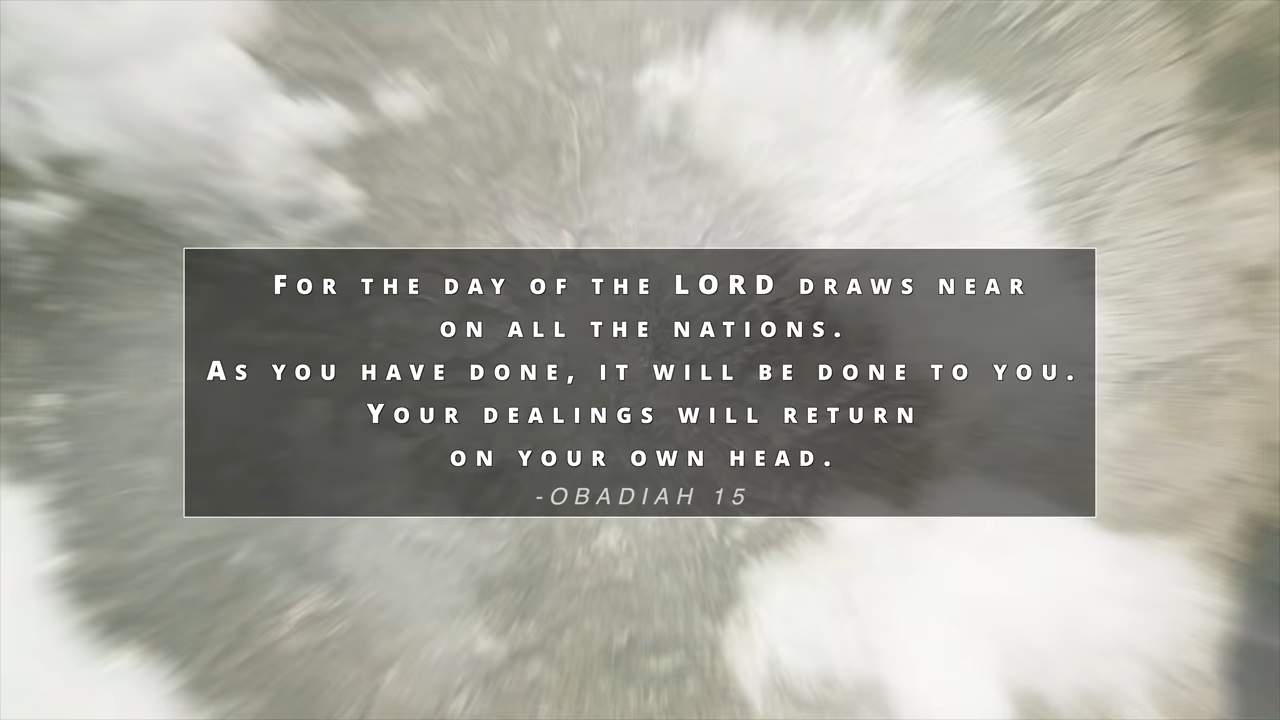 For the day of the LORD draws near
on all the nations.
As you have done, it will be done to you.
Your dealings will return
on your own head.
-OBADIAH 15